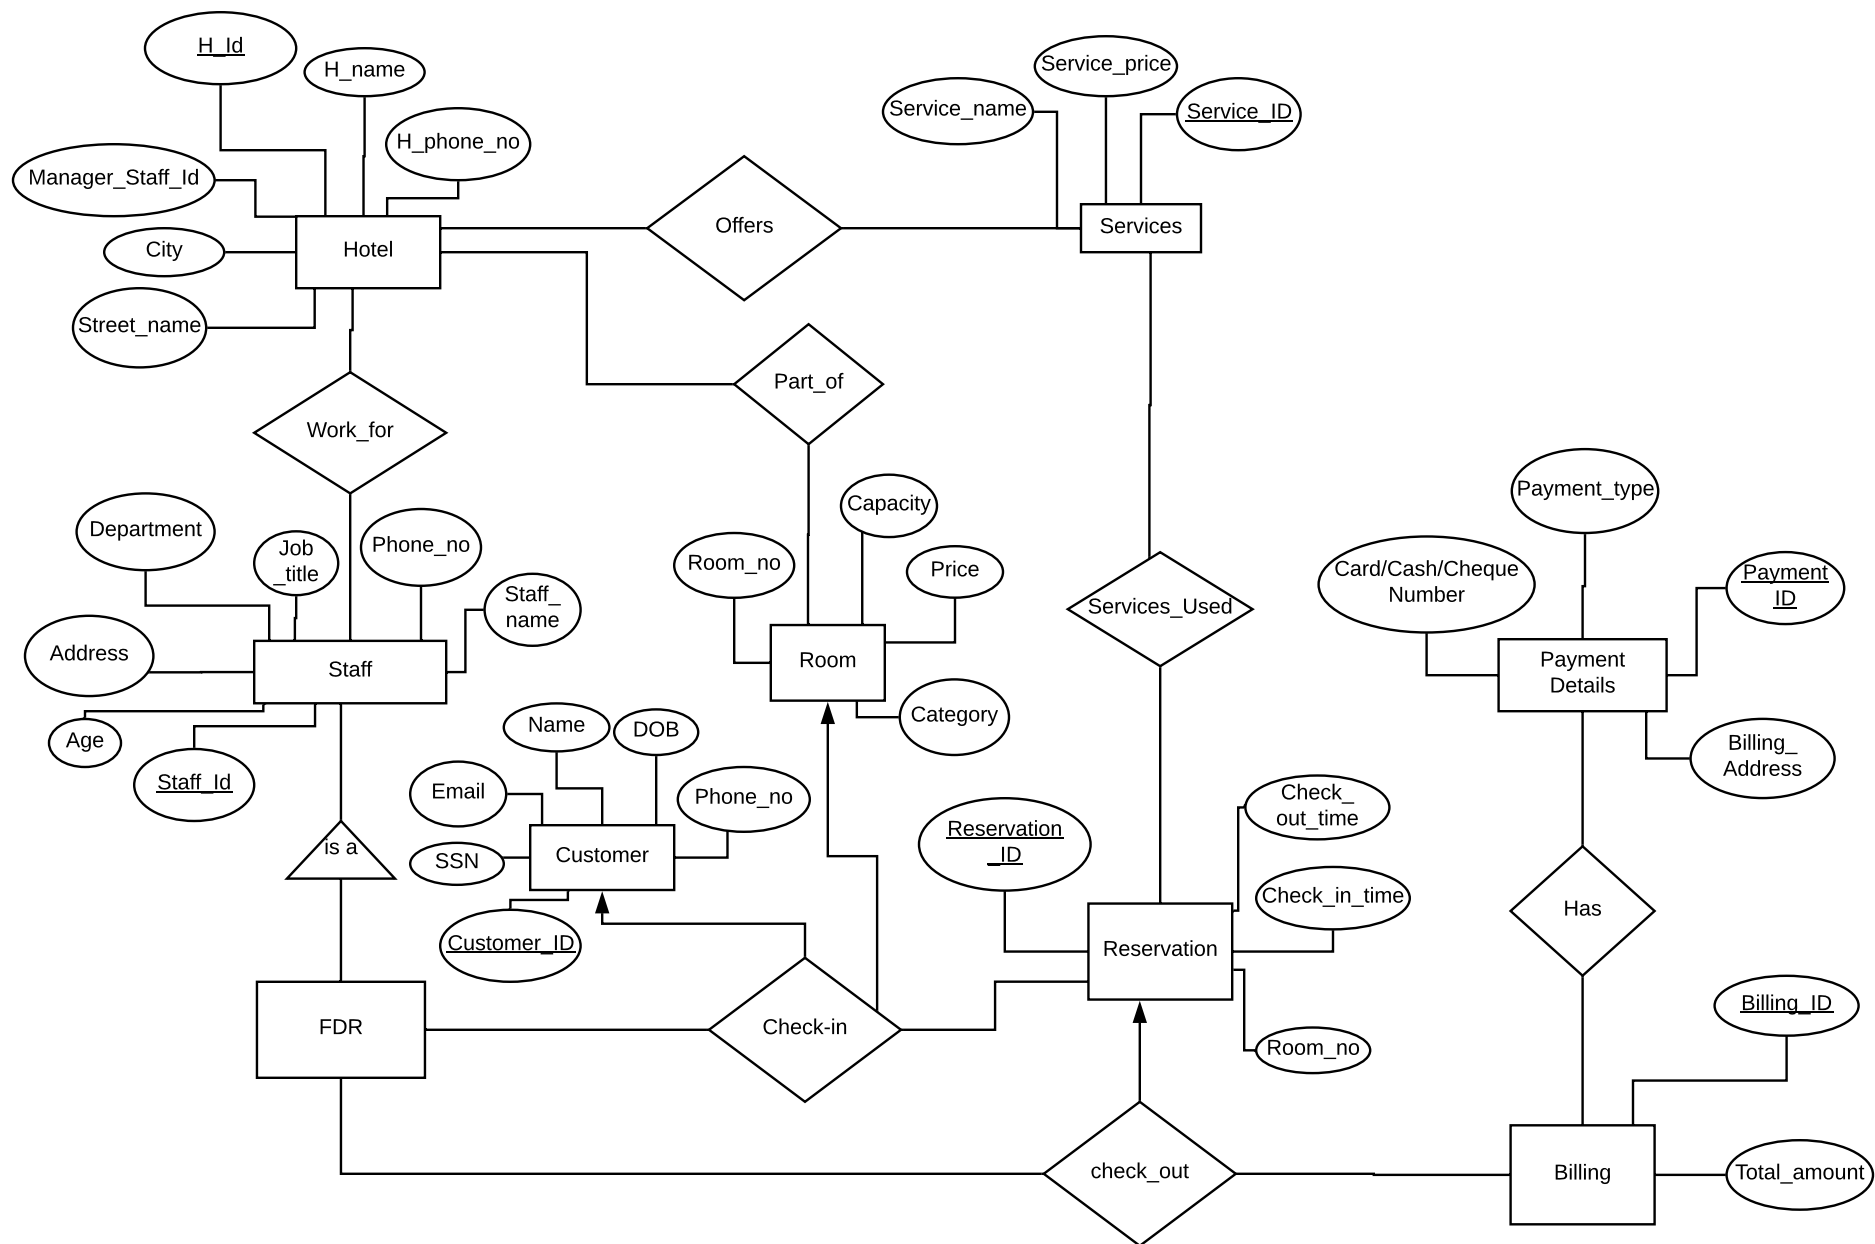 H_Id
H_name
H_phone_no
Manager_Staff_Id
City
Street_name
Hotel
Offers
Service_name
Service_price
Service_ID
Services
Part_of
Work_for
Department
Job
_title
Phone_no
Staff_
name
Address
Staff
Age
Staff_Id
is a
Room_no
Capacity
Price
Room
Category
Services_Used
Payment_type
Card/Cash/Cheque
Number
Payment
ID
Payment
Details
Billing_
Address
Name
DOB
Email
Phone_no
SSN
Customer
Customer_ID
Reservation
_ID
Check_
out_time
Check_in_time
Reservation
Room_no
Has
FDR
Check-in
check_out
Billing_ID
Billing
Total_amount